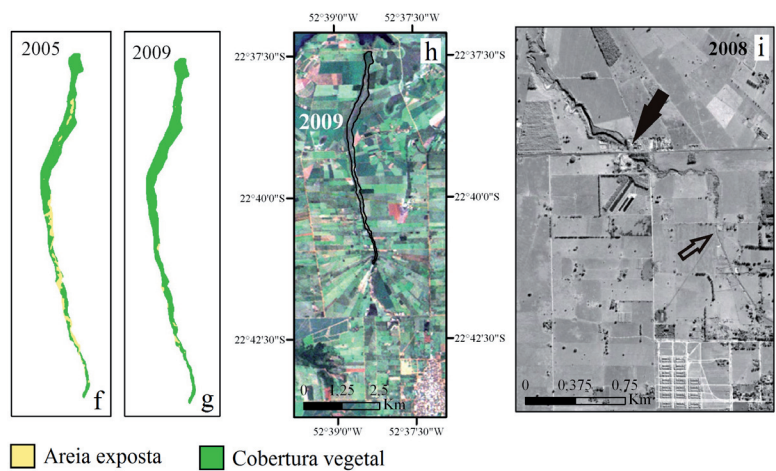 2005
f
2009
g
52°39'0"W 52°37'30"W
22°37'30"S
22°40'0"S
22°42'30"S
h
2009
0 1,25 2,5
Km
52°39'0"W 52°37'30"W
22°37'30"S
22°40'0"S
22°42'30"S
2008 i
0 0,375 0,75
Km
Areia exposta
Cobertura vegetal